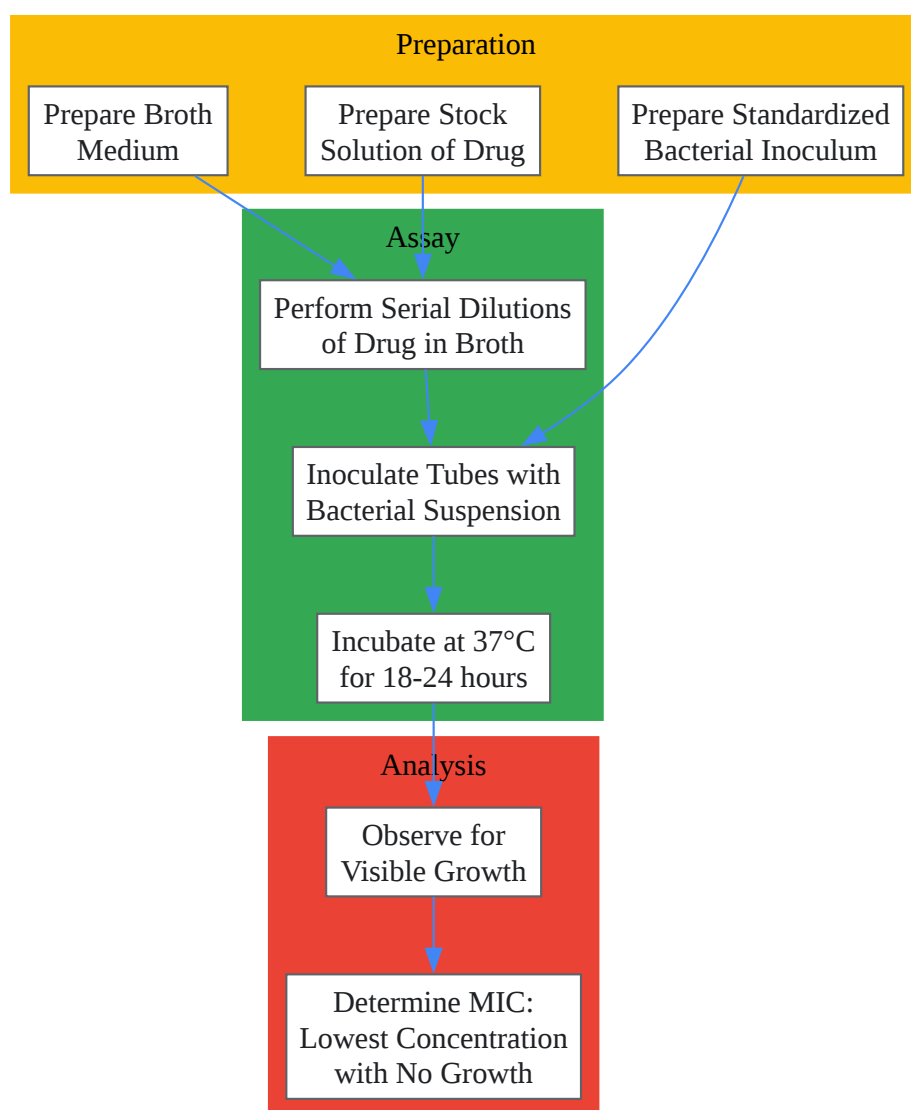 Preparation
Prepare Broth
Medium
Prepare Stock
Solution of Drug
Prepare Standardized
Bacterial Inoculum
Assay
Perform Serial Dilutions
of Drug in Broth
Inoculate Tubes with
Bacterial Suspension
Incubate at 37°C
for 18-24 hours
Analysis
Observe for
Visible Growth
Determine MIC:
Lowest Concentration
with No Growth